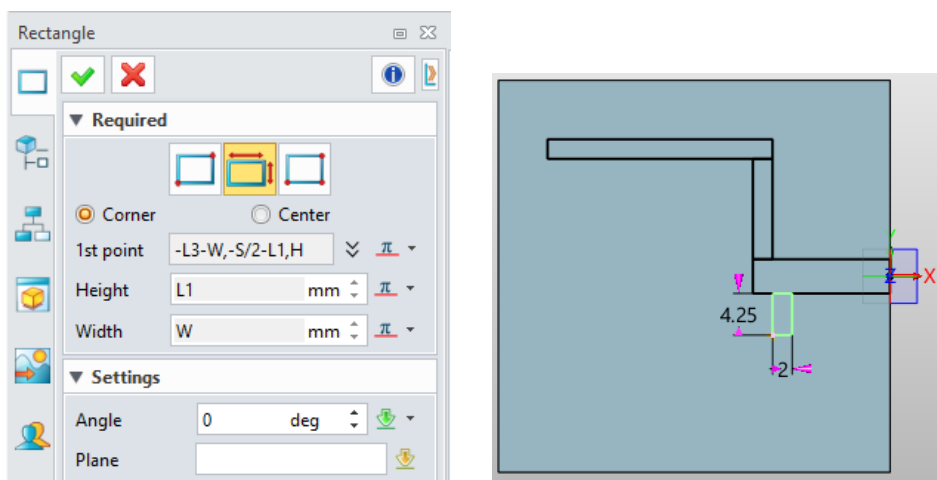 Rectangle
Required
Corner
Center
1st point
-L3-W,-S/2-L1,H
π
Height
L1
mm
π
Width
W
mm
π
Settings
Angle
0
deg
Plane
4.25
2
Y
Z
X